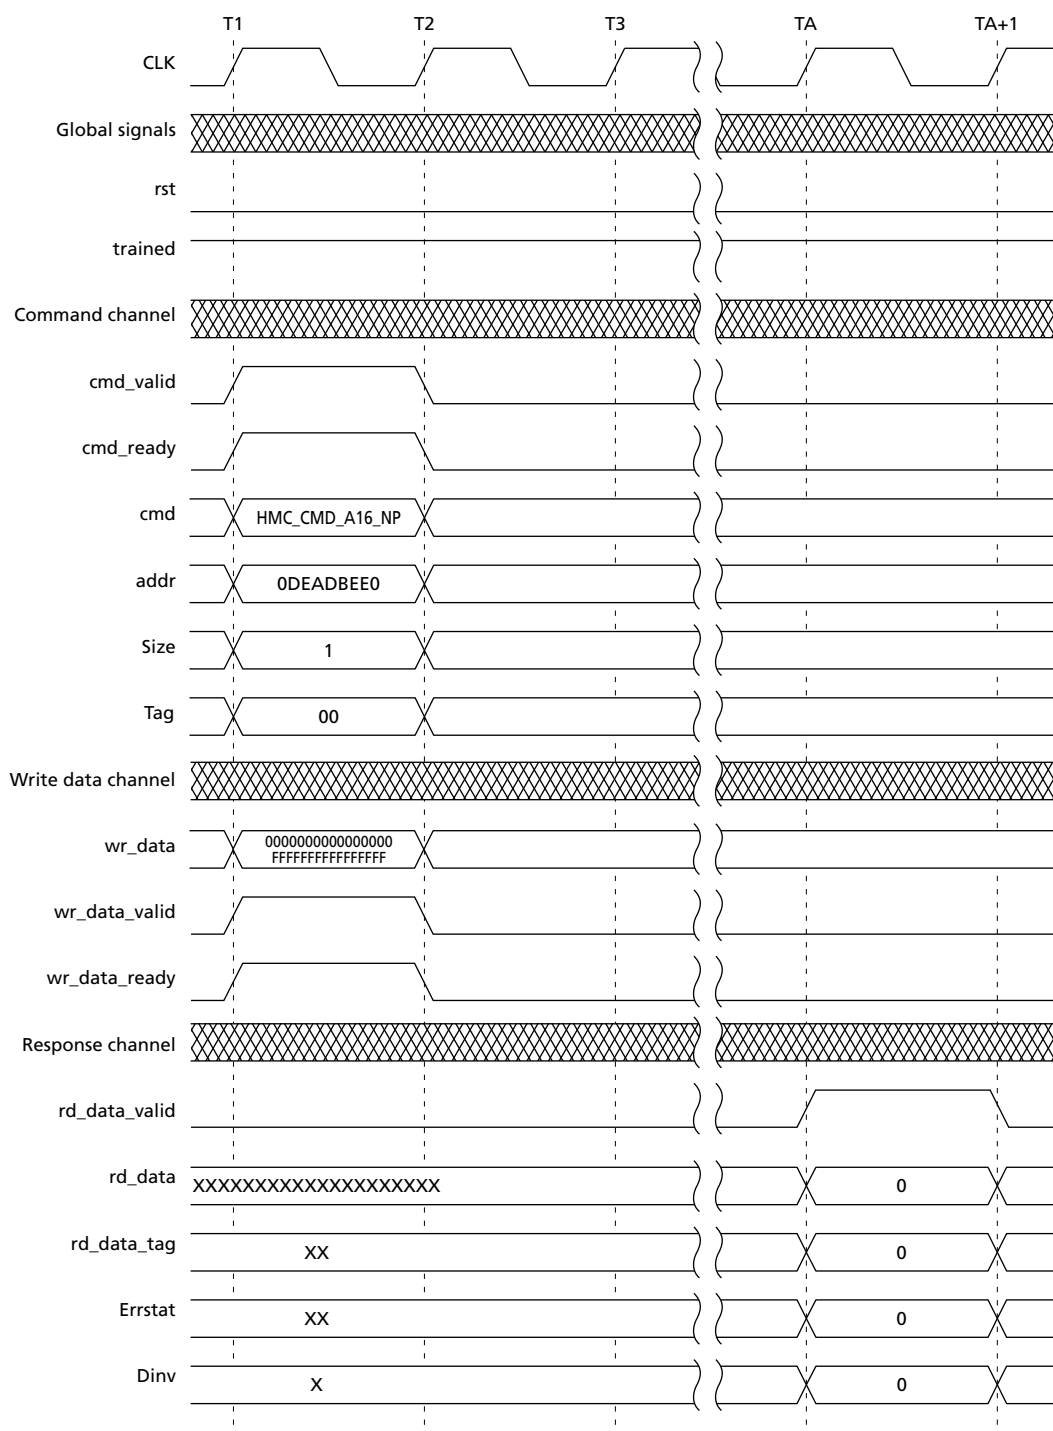 T1 T2 T3 TA TA+1
CLK
Global signals
rst
trained
Command channel
cmd_valid
cmd_ready
cmd HMC_CMD_A16_NP
addr 0DEADBEE0
Size 1
Tag 00
Write data channel
wr_data 0000000000000000
FFFFFFFFFFFFFFFF
wr_data_valid
wr_data_ready
Response channel
rd_data_valid
rd_data XXXXXXXXXXXXXXXXXXXX 0
rd_data_tag XX 0
Errstat XX 0
Dinv X 0